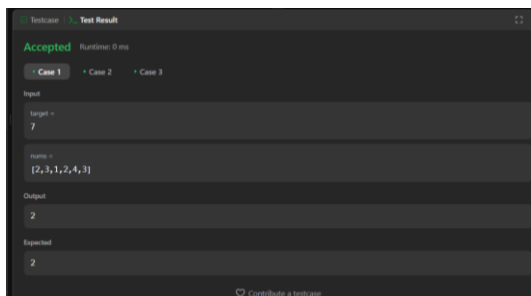 Testcase >_ Test Result
Accepted Runtime: 0 ms
• Case 1 • Case 2 • Case 3
Input
target =
7
nums =
[2,3,1,2,4,3]
Output
2
Expected
2
Contribute a testcase